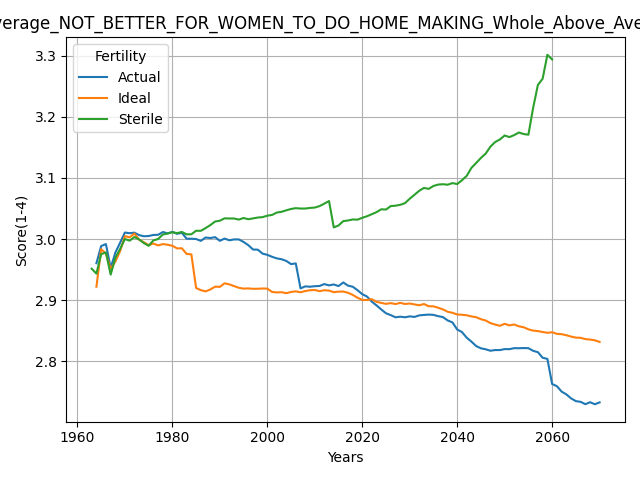 verage_NOT_BETTER_FOR_WOMEN_TO_DO_HOME_MAKING_Whole_Above_Ave
Fertility
Actual
Ideal
Sterile
Score(1-4)
3.3
3.2
3.1
3.0
2.9
2.8
1960 1980 2000 2020 2040 2060
Years